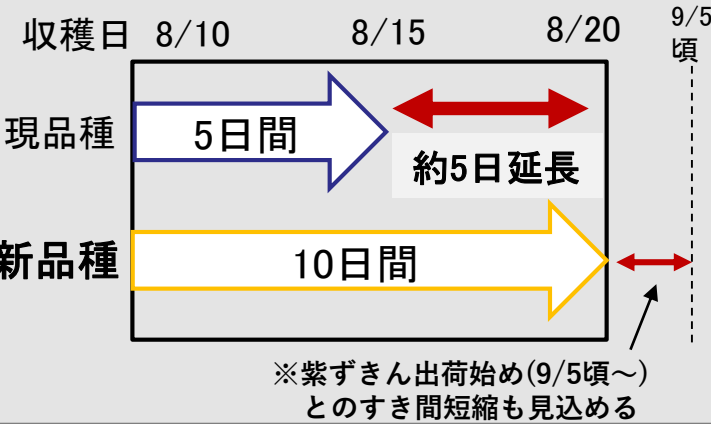 収穫日 8/10 8/15 8/20 9/5
頃
現品種 5日間
約5日延長
新品種 10日間
※紫ずきん出荷始め(9/5頃～)
とのすき間短縮も見込める